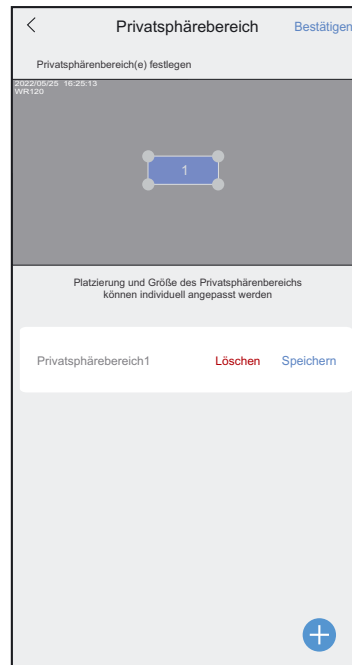 Privatsphärebereich
Bestätigen
Privatsphärenbereich(e) festlegen
2022/05/25 16:25:13
WR120
1
Platzierung und Größe des Privatsphärenbereichs
können individuell angepasst werden
Privatsphärebereich1
Löschen
Speichern